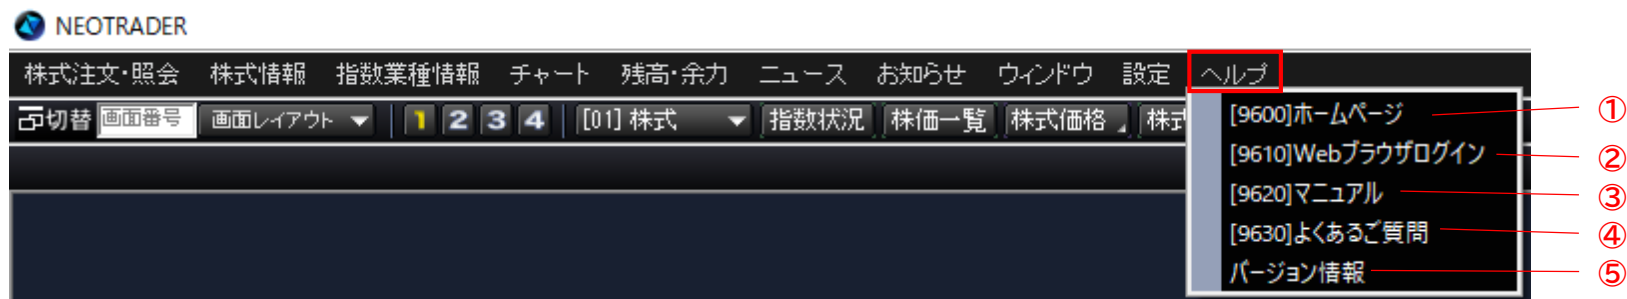 NEOTRADER
株式注文・照会 株式情報 指数業種情報 チャート 残高・余力 ニュース お知らせ ウィンドウ 設定 ヘルプ
切替 画面番号 画面レイアウト 1 2 3 4 [01] 株式 指数状況 株価一覧 株式価格 株式
[9600]ホームページ ①
[9610]Webブラウザログイン ②
[9620]マニュアル ③
[9630]よくあるご質問 ④
バージョン情報 ⑤